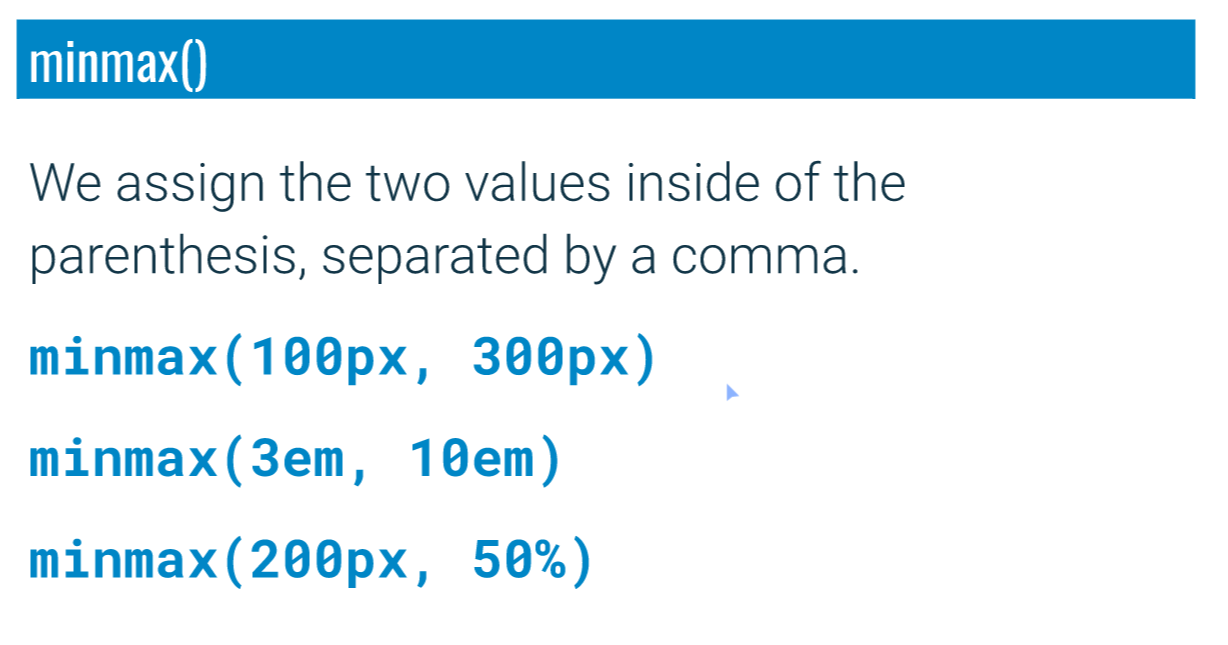 minmax()
We assign the two values inside of the
parenthesis, separated by a comma.
minmax(100px, 300px)
minmax(3em, 10em)
minmax(200px, 50%)